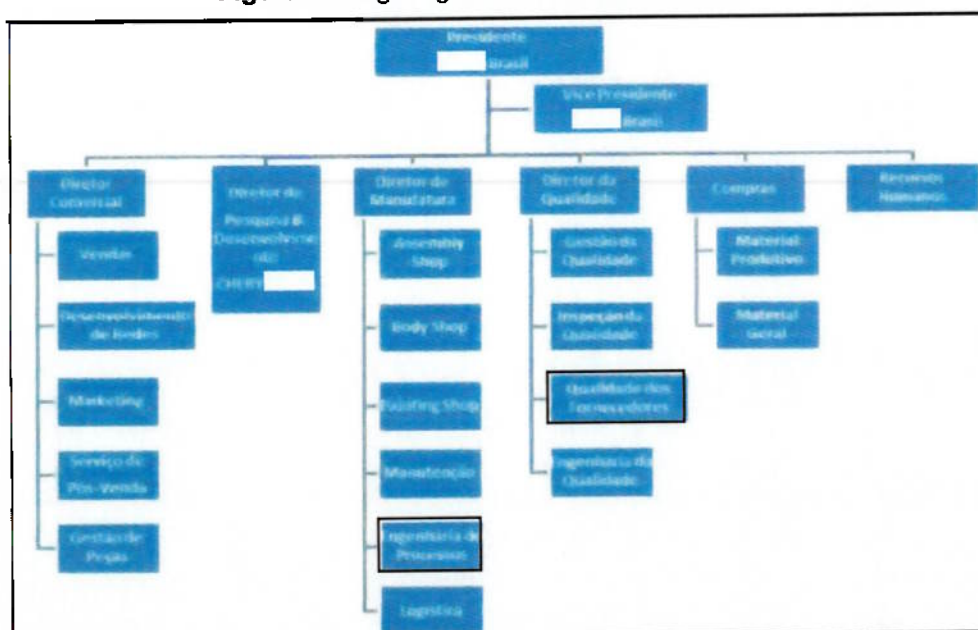 Presidente
Brasil
Vice Presidente
Brasil
Diretor
Comercial
Vendas
Desenvolvimento
de Redes
Marketing
Serviço de
Pós-Venda
Gestão de
Peças
Diretor de
Pesquisa &
Desenvolvime
nto
CHERY
Diretor de
Manufatura
Assembly
Shop
Body Shop
Painting Shop
Manutenção
Engenharia de
Processos
Logística
Diretor da
Qualidade
Gestão da
Qualidade
Inspeção da
Qualidade
Qualidade dos
Fornecedores
Engenharia da
Qualidade
Compras
Material
Produtivo
Material
Geral
Recursos
Humanos